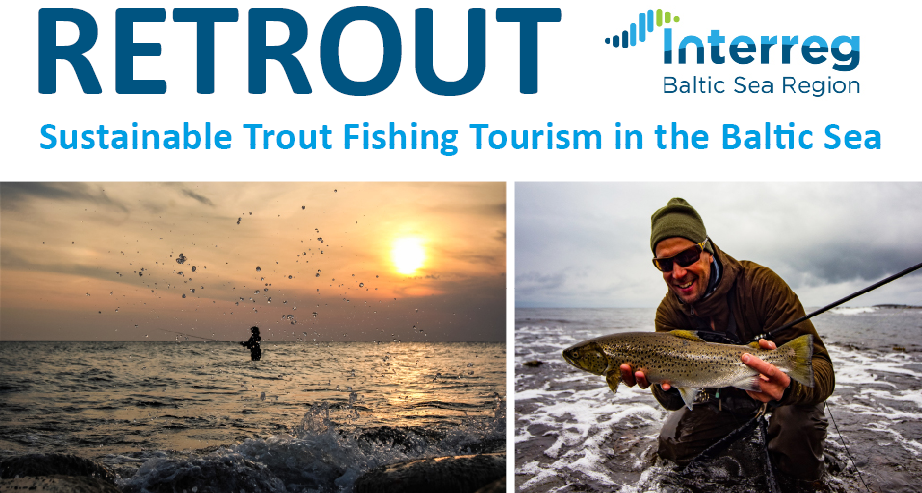 RETROUT
Interreg
Baltic Sea Region
Sustainable Trout Fishing Tourism in the Baltic Sea